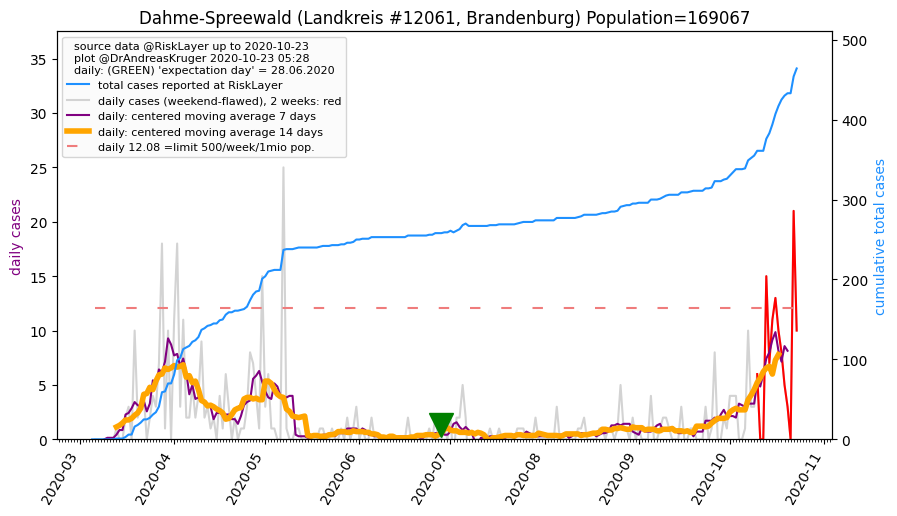 Dahme-Spreewald (Landkreis #12061, Brandenburg) Population=169067
source data @RiskLayer up to 2020-10-23
plot @DrAndreasKruger 2020-10-23 05:28
daily: (GREEN) 'expectation day' = 28.06.2020
total cases reported at RiskLayer
daily cases (weekend-flawed), 2 weeks: red
daily: centered moving average 7 days
daily: centered moving average 14 days
daily 12.08 =limit 500/week/1mio pop.
daily cases
35
30
25
20
15
10
5
0
cumulative total cases
500
400
300
200
100
0
2020-03
2020-04
2020-05
2020-06
2020-07
2020-08
2020-09
2020-10
2020-11